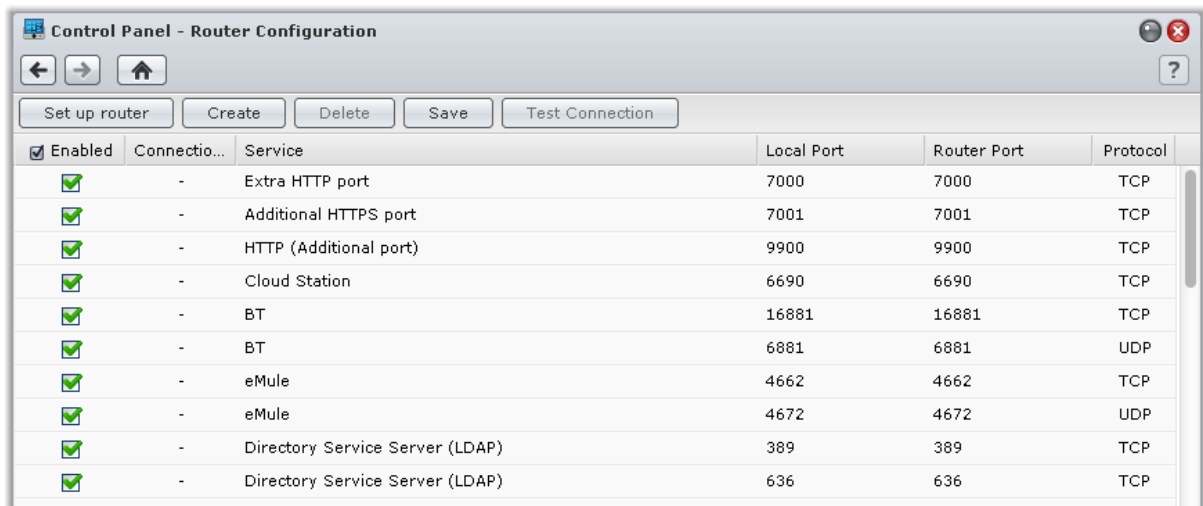 Control Panel - Router Configuration
?
Set up router Create Delete Save Test Connection
Enabled Connectio... Service Local Port Router Port Protocol
- Extra HTTP port 7000 7000 TCP
- Additional HTTPS port 7001 7001 TCP
- HTTP (Additional port) 9900 9900 TCP
- Cloud Station 6690 6690 TCP
- BT 16881 16881 TCP
- BT 6881 6881 UDP
- eMule 4662 4662 TCP
- eMule 4672 4672 UDP
- Directory Service Server (LDAP) 389 389 TCP
- Directory Service Server (LDAP) 636 636 TCP